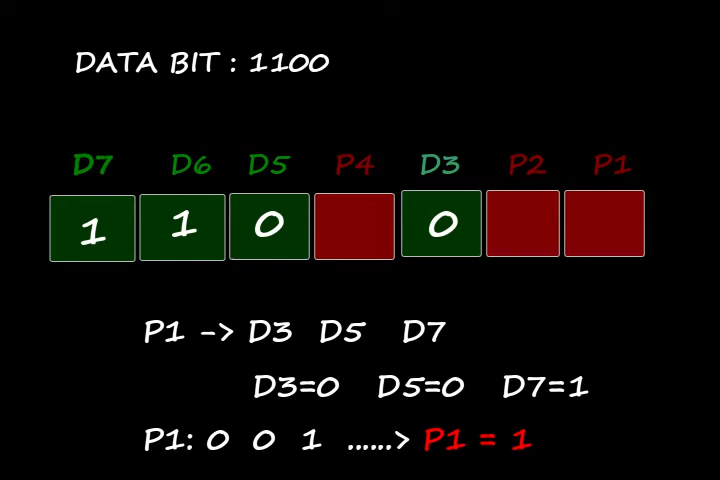 DATA BIT : 1100
D7 D6 D5 P4 D3 P2 P1
1 1 0 0
P1 -> D3 D5 D7
D3=0 D5=0 D7=1
P1: 0 0 1 ......> P1 = 1